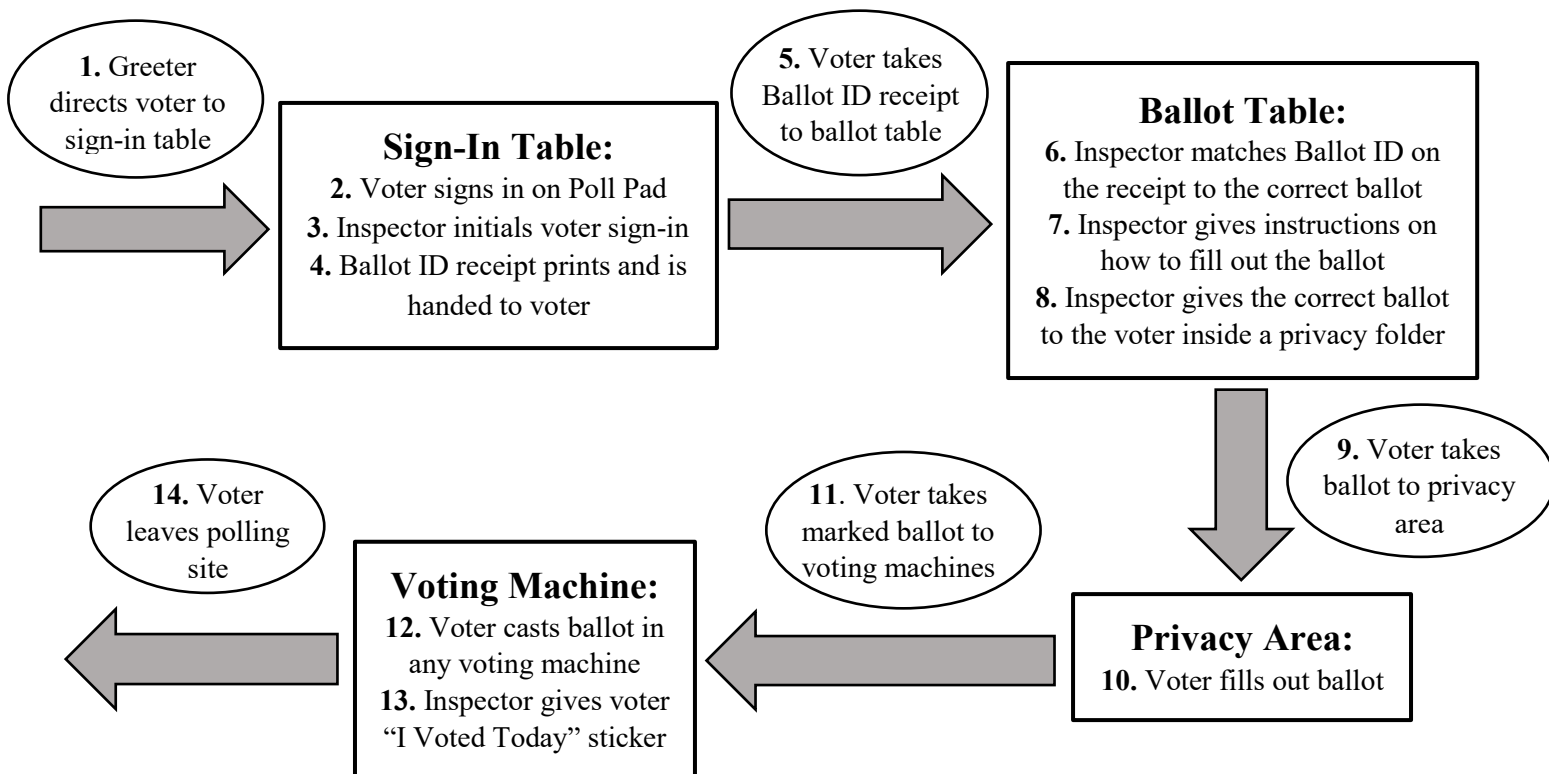 1. Greeter
directs voter to
sign-in table
Sign-In Table:
2. Voter signs in on Poll Pad
3. Inspector initials voter sign-in
4. Ballot ID receipt prints and is
handed to voter
5. Voter takes
Ballot ID receipt
to ballot table
Ballot Table:
6. Inspector matches Ballot ID on
the receipt to the correct ballot
7. Inspector gives instructions on
how to fill out the ballot
8. Inspector gives the correct ballot
to the voter inside a privacy folder
9. Voter takes
ballot to privacy
area
Privacy Area:
10. Voter fills out ballot
11. Voter takes
marked ballot to
voting machines
Voting Machine:
12. Voter casts ballot in
any voting machine
13. Inspector gives voter
“I Voted Today” sticker
14. Voter
leaves polling
site